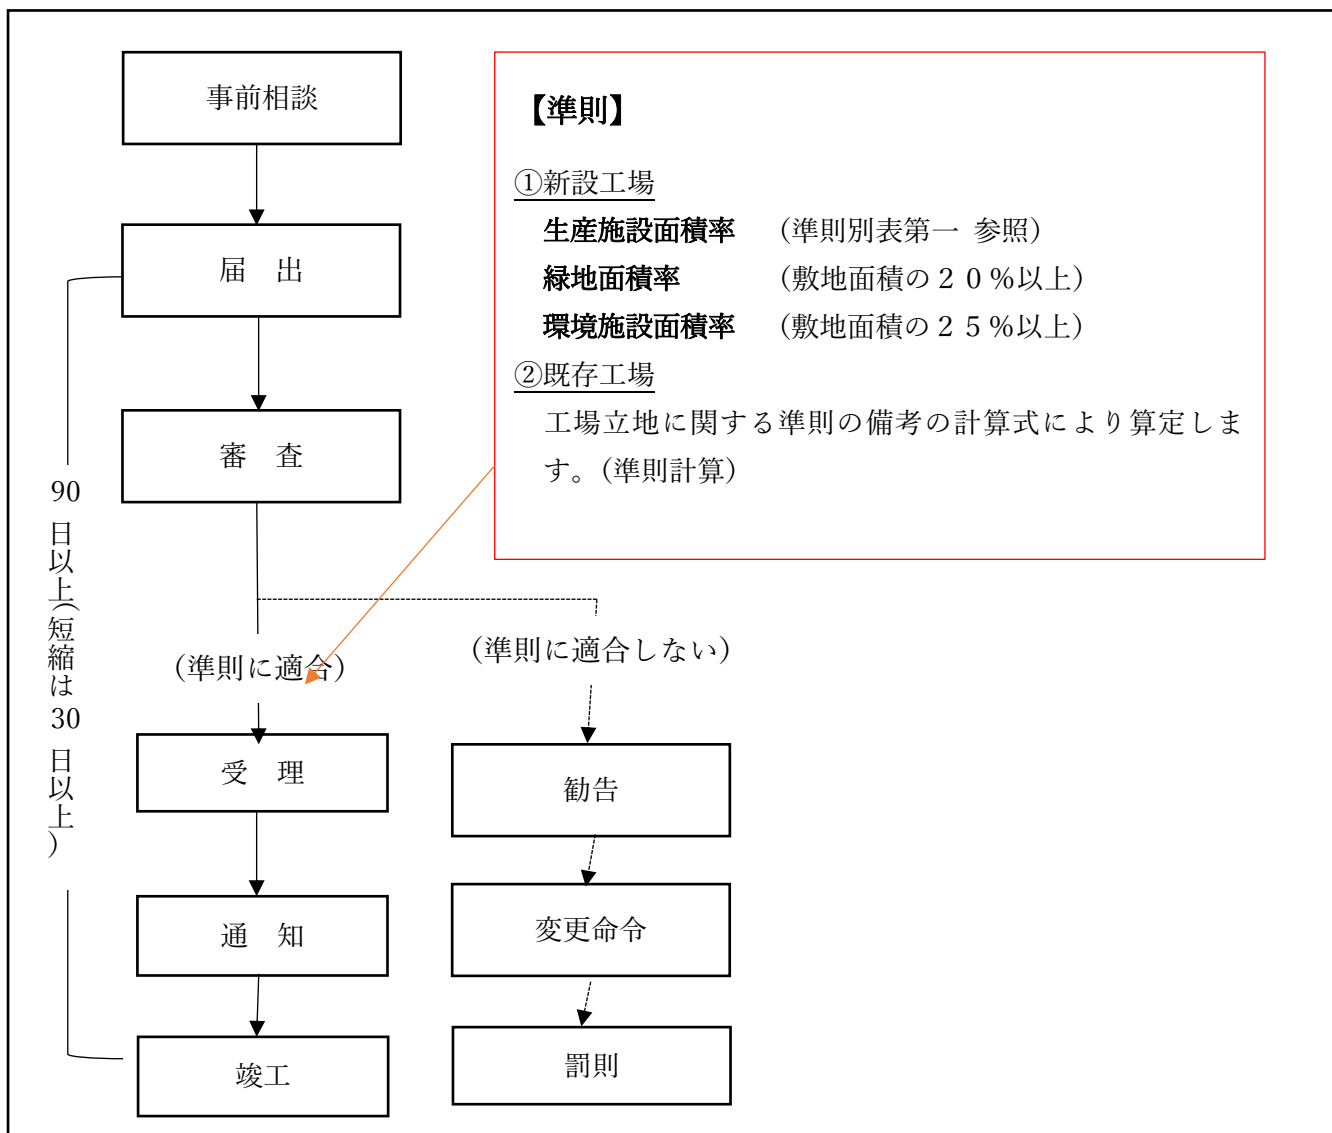 事前相談
届　出
審　査
90日以上（短縮は30日以上）
【準則】
①新設工場
生産施設面積率　（準則別表第一 参照）
緑地面積率　（敷地面積の２０％以上）
環境施設面積率　（敷地面積の２５％以上）
②既存工場
工場立地に関する準則の備考の計算式により算定しま
す。（準則計算）
（準則に適合）
（準則に適合しない）
受　理
通　知
竣工
勧告
変更命令
罰則